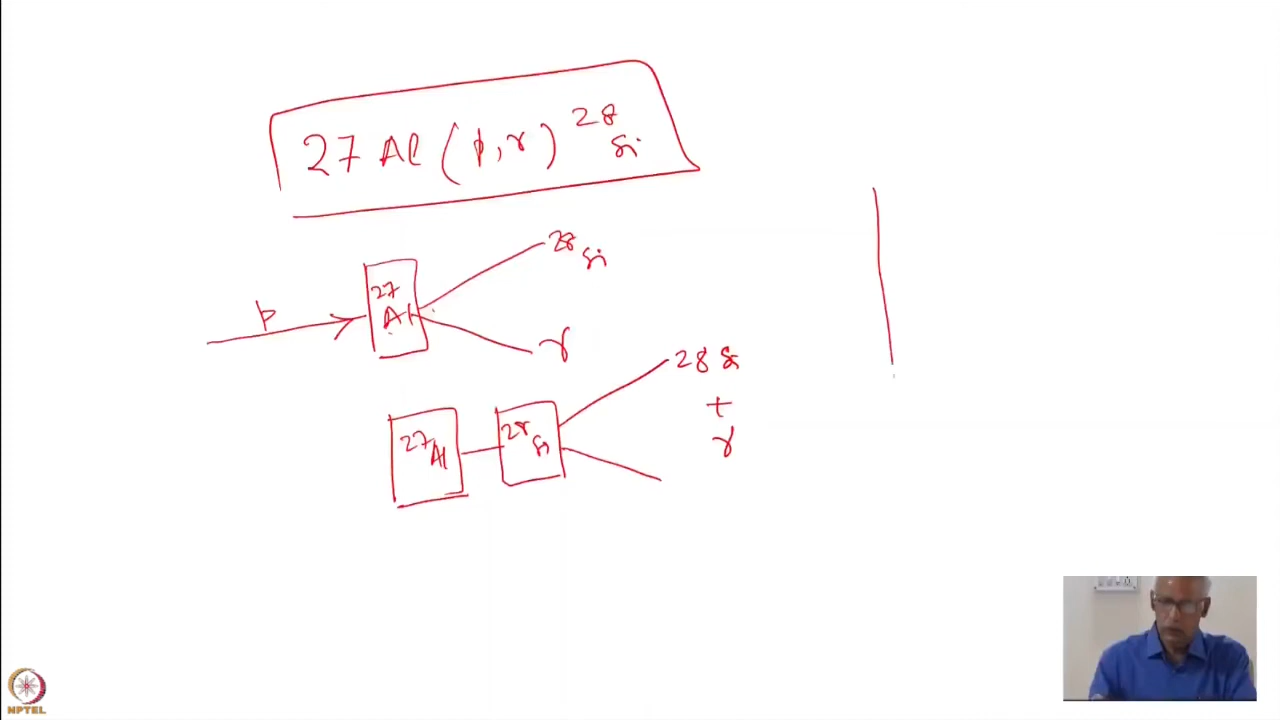 27 Al (p, γ) 28 Si
p
27 Al
28 Si
γ
27 Al
28 Si
28 Si
+
γ
NPTEL